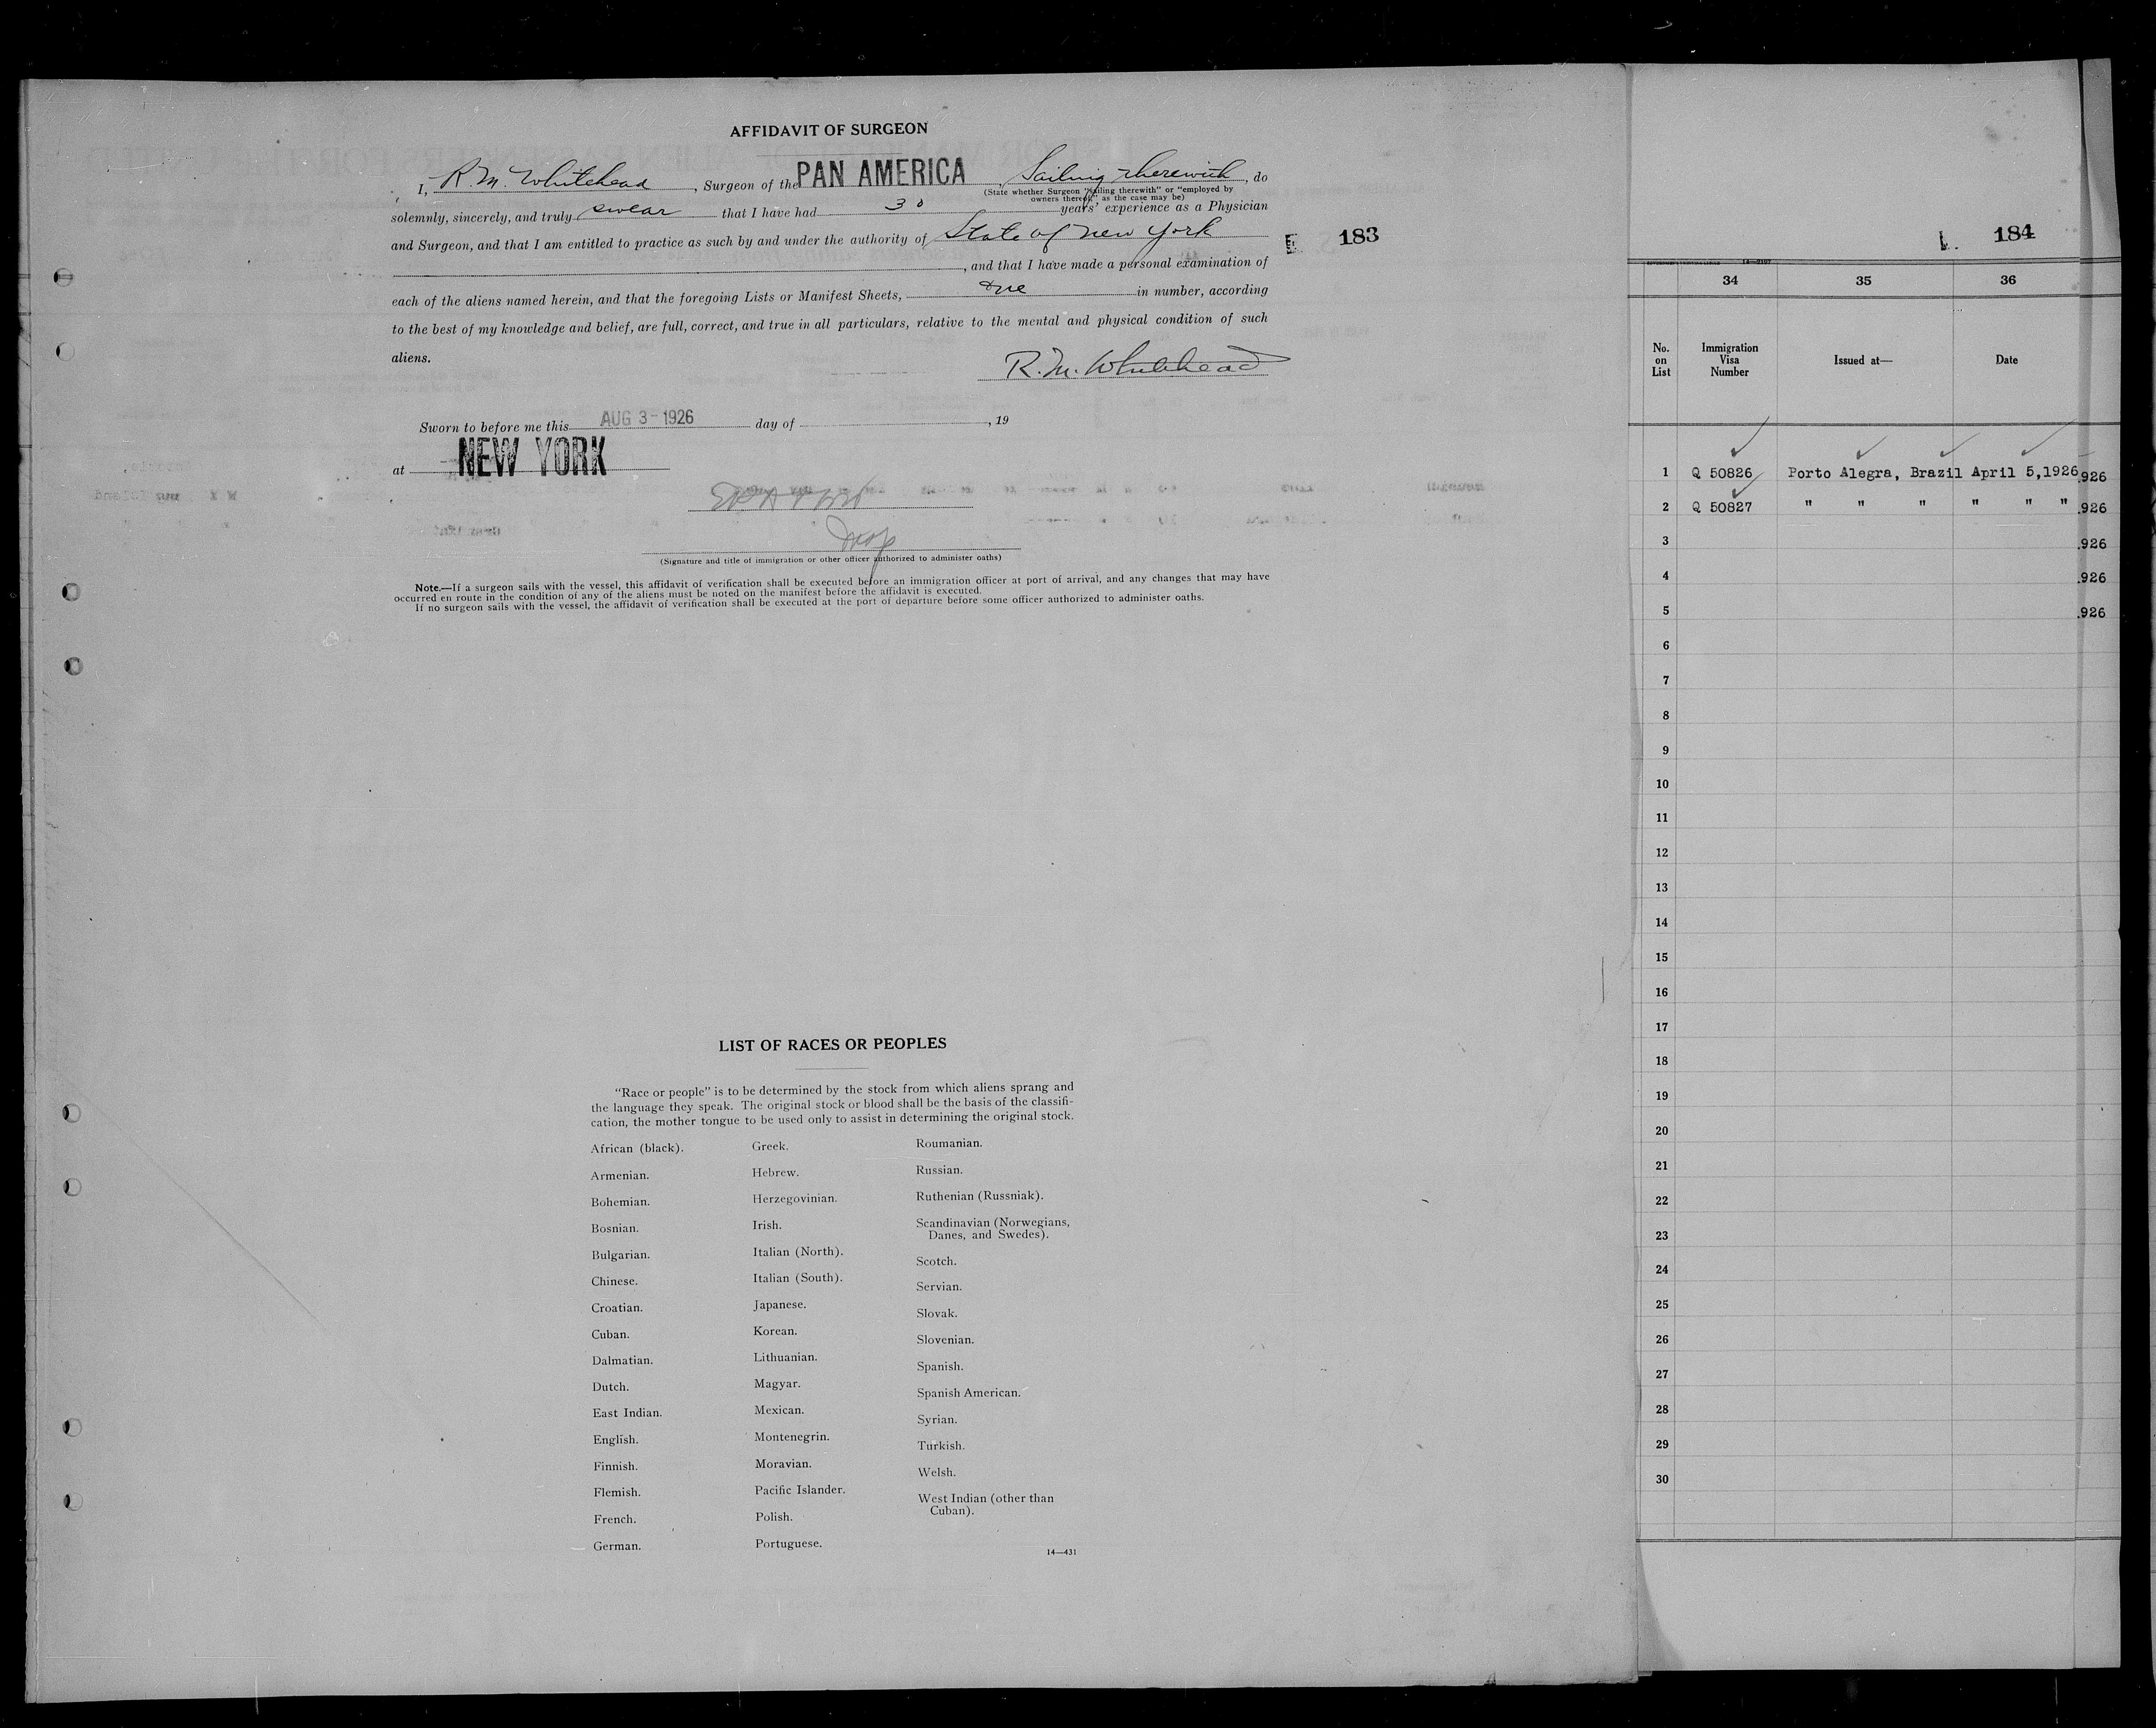 AFFIDAVIT OF SURGEON
I, R. M. Whitehead, Surgeon of the PAN AMERICA, Sailing therewith, do
(State whether Surgeon "sailing therewith" or "employed by
owners thereof," as the case may be)
solemnly, sincerely, and truly swear that I have had 30 years' experience as a Physician
and Surgeon, and that I am entitled to practice as such by and under the authority of State of New York
, and that I have made a personal examination of
each of the aliens named herein, and that the foregoing Lists or Manifest Sheets, one in number, according
to the best of my knowledge and belief, are full, correct, and true in all particulars, relative to the mental and physical condition of such
aliens.
R. M. Whitehead
Sworn to before me this AUG 3-1926 day of , 19
at NEW YORK
(Signature and title of immigration or other officer authorized to administer oaths)
Note.—If a surgeon sails with the vessel, this affidavit of verification shall be executed before an immigration officer at port of arrival, and any changes that may have
occurred en route in the condition of any of the aliens must be noted on the manifest before the affidavit is executed.
If no surgeon sails with the vessel, the affidavit of verification shall be executed at the port of departure before some officer authorized to administer oaths.
183
LIST OF RACES OR PEOPLES
"Race or people" is to be determined by the stock from which aliens sprang and
the language they speak. The original stock or blood shall be the basis of the classifi-
cation, the mother tongue to be used only to assist in determining the original stock.
African (black).
Armenian.
Bohemian.
Bosnian.
Bulgarian.
Chinese.
Croatian.
Cuban.
Dalmatian.
Dutch.
East Indian.
English.
Finnish.
Flemish.
French.
German.
Greek.
Hebrew.
Herzegovinian.
Irish.
Italian (North).
Italian (South).
Japanese.
Korean.
Lithuanian.
Magyar.
Mexican.
Montenegrin.
Moravian.
Pacific Islander.
Polish.
Portuguese.
Roumanian.
Russian.
Ruthenian (Russniak).
Scandinavian (Norwegians,
Danes, and Swedes).
Scotch.
Servian.
Slovak.
Slovenian.
Spanish.
Spanish American.
Syrian.
Turkish.
Welsh.
West Indian (other than
Cuban).
14—431
184
34 35 36
No. on List Immigration Visa Number Issued at— Date
1 Q 50826 Porto Alegra, Brazil April 5,1926 926
2 Q 50827 " " " " " " .926
3 .926
4 .926
5 .926
6
7
8
9
10
11
12
13
14
15
16
17
18
19
20
21
22
23
24
25
26
27
28
29
30